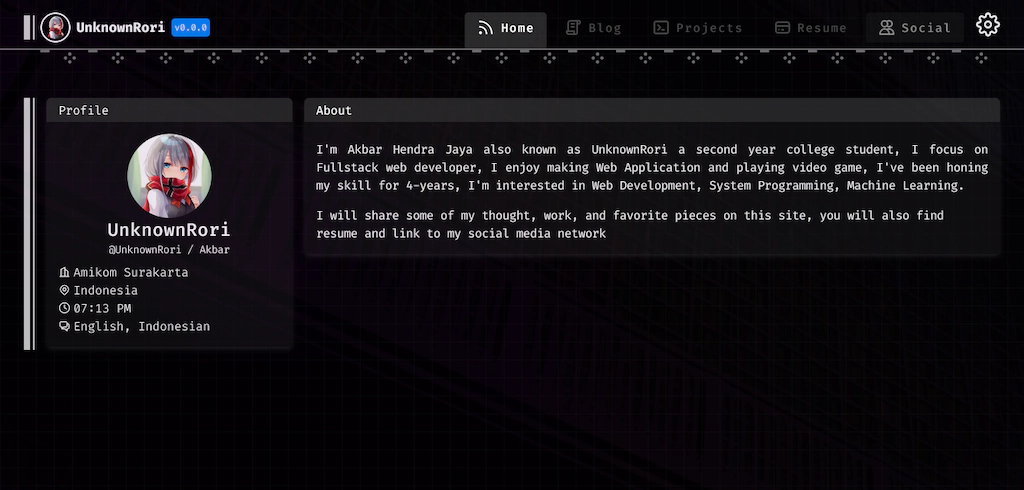 UnknownRori v0.0.0 Home Blog Projects Resume Social
Profile
UnknownRori
@UnknownRori / Akbar
Amikom Surakarta
Indonesia
07:13 PM
English, Indonesian
About
I'm Akbar Hendra Jaya also known as UnknownRori a second year college student, I focus on
Fullstack web developer, I enjoy making Web Application and playing video game, I've been honing
my skill for 4-years, I'm interested in Web Development, System Programming, Machine Learning.
I will share some of my thought, work, and favorite pieces on this site, you will also find
resume and link to my social media network